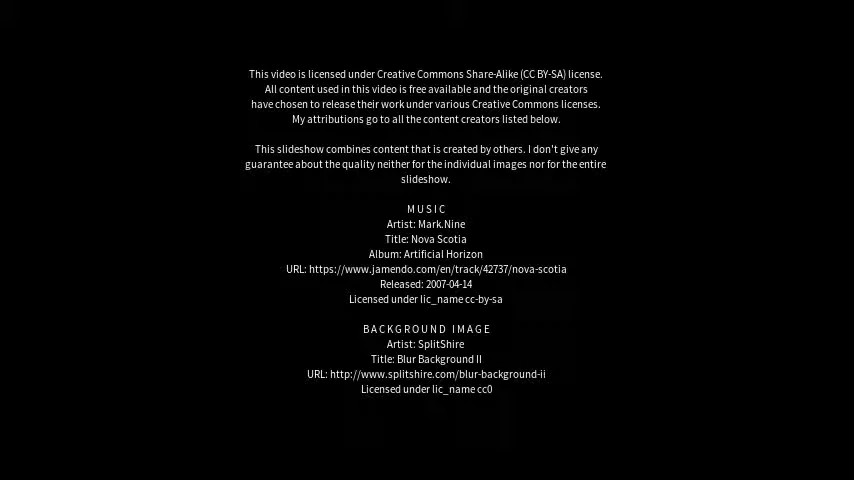 This video is licensed under Creative Commons Share-Alike (CC BY-SA) license.
All content used in this video is free available and the original creators
have chosen to release their work under various Creative Commons licenses.
My attributions go to all the content creators listed below.
This slideshow combines content that is created by others. I don't give any
guarantee about the quality neither for the individual images nor for the entire
slideshow.
MUSIC
Artist: Mark.Nine
Title: Nova Scotia
Album: Artificial Horizon
URL: https://www.jamendo.com/en/track/42737/nova-scotia
Released: 2007-04-14
Licensed under lic_name cc-by-sa
BACKGROUND IMAGE
Artist: SplitShire
Title: Blur Background II
URL: http://www.splitshire.com/blur-background-ii
Licensed under lic_name cc0